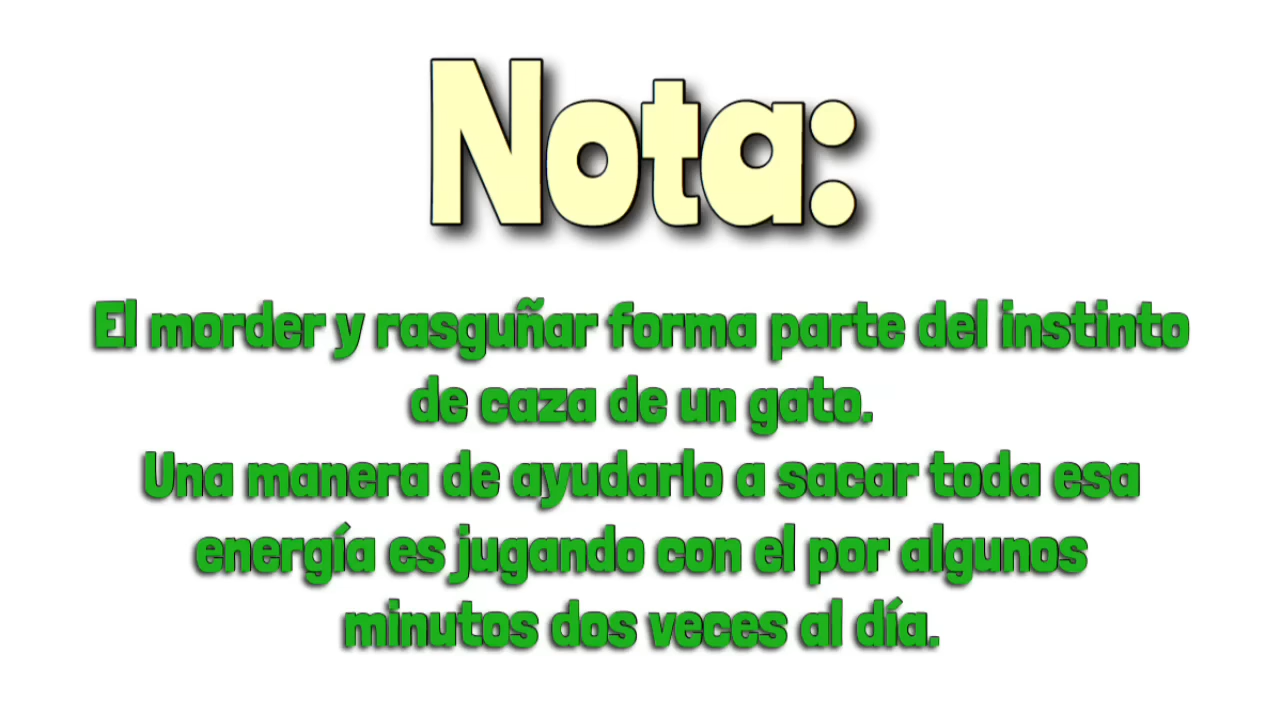 Nota:
El morder y rasguñar forma parte del instinto
de caza de un gato.
Una manera de ayudarlo a sacar toda esa
energía es jugando con el por algunos
minutos dos veces al día.